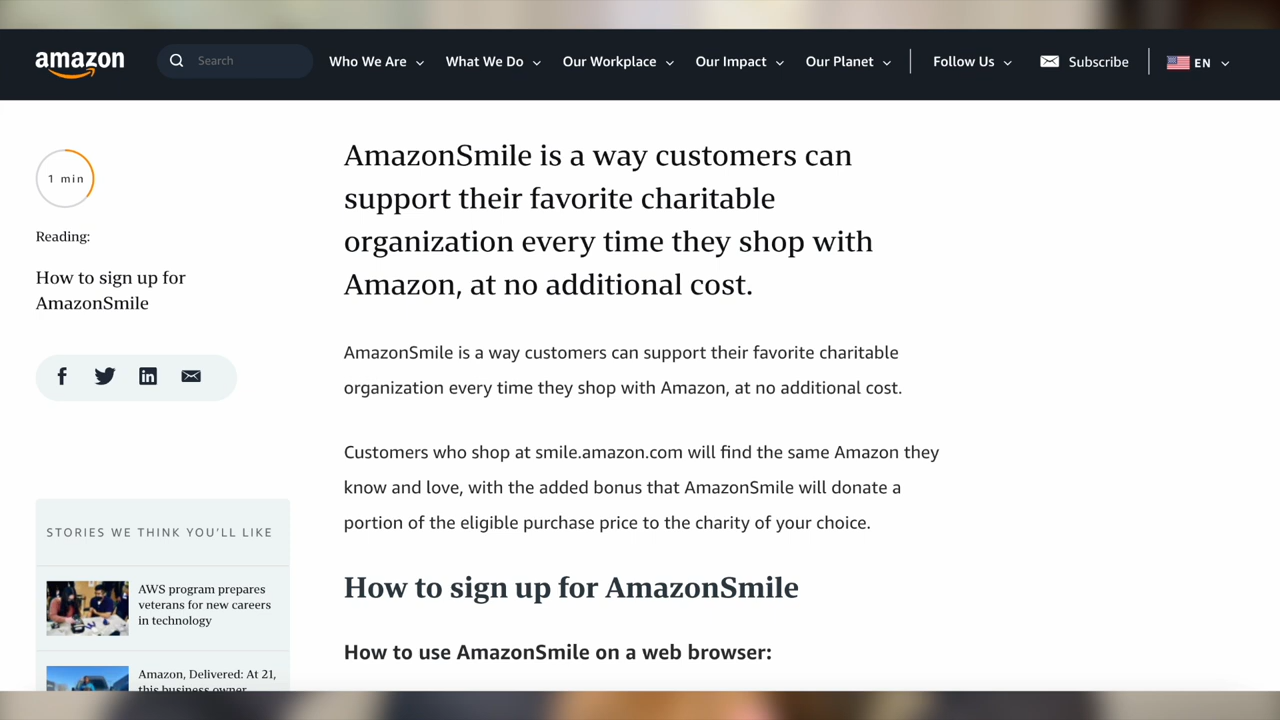 amazon
Search
Who We Are
What We Do
Our Workplace
Our Impact
Our Planet
Follow Us
Subscribe
EN
1 min
Reading:
How to sign up for
AmazonSmile
STORIES WE THINK YOU'LL LIKE
AWS program prepares
veterans for new careers
in technology
Amazon, Delivered: At 21,
this business owner
AmazonSmile is a way customers can
support their favorite charitable
organization every time they shop with
Amazon, at no additional cost.
AmazonSmile is a way customers can support their favorite charitable
organization every time they shop with Amazon, at no additional cost.
Customers who shop at smile.amazon.com will find the same Amazon they
know and love, with the added bonus that AmazonSmile will donate a
portion of the eligible purchase price to the charity of your choice.
How to sign up for AmazonSmile
How to use AmazonSmile on a web browser: